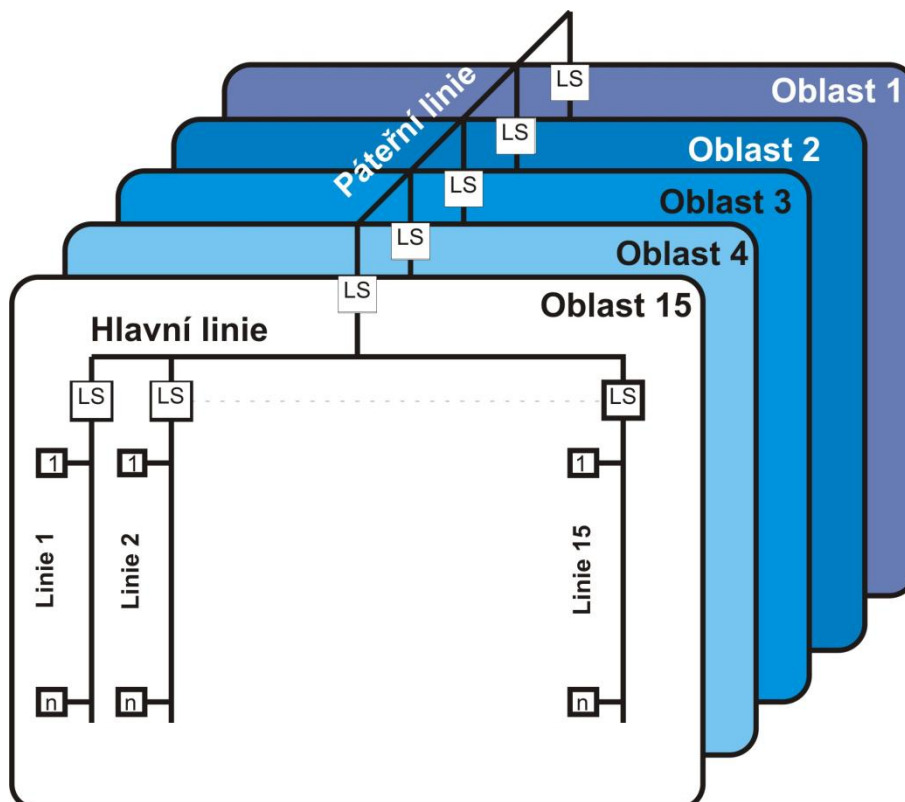 LS
Oblast 1
Páteřní linie
LS
Oblast 2
LS
Oblast 3
LS
Oblast 4
LS
Oblast 15
Hlavní linie
LS
LS
LS
1
1
1
Linie 1
Linie 2
Linie 15
n
n
n